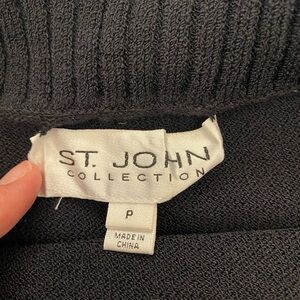 ST. JOHN
COLLECTION
P
MADE IN
CHINA